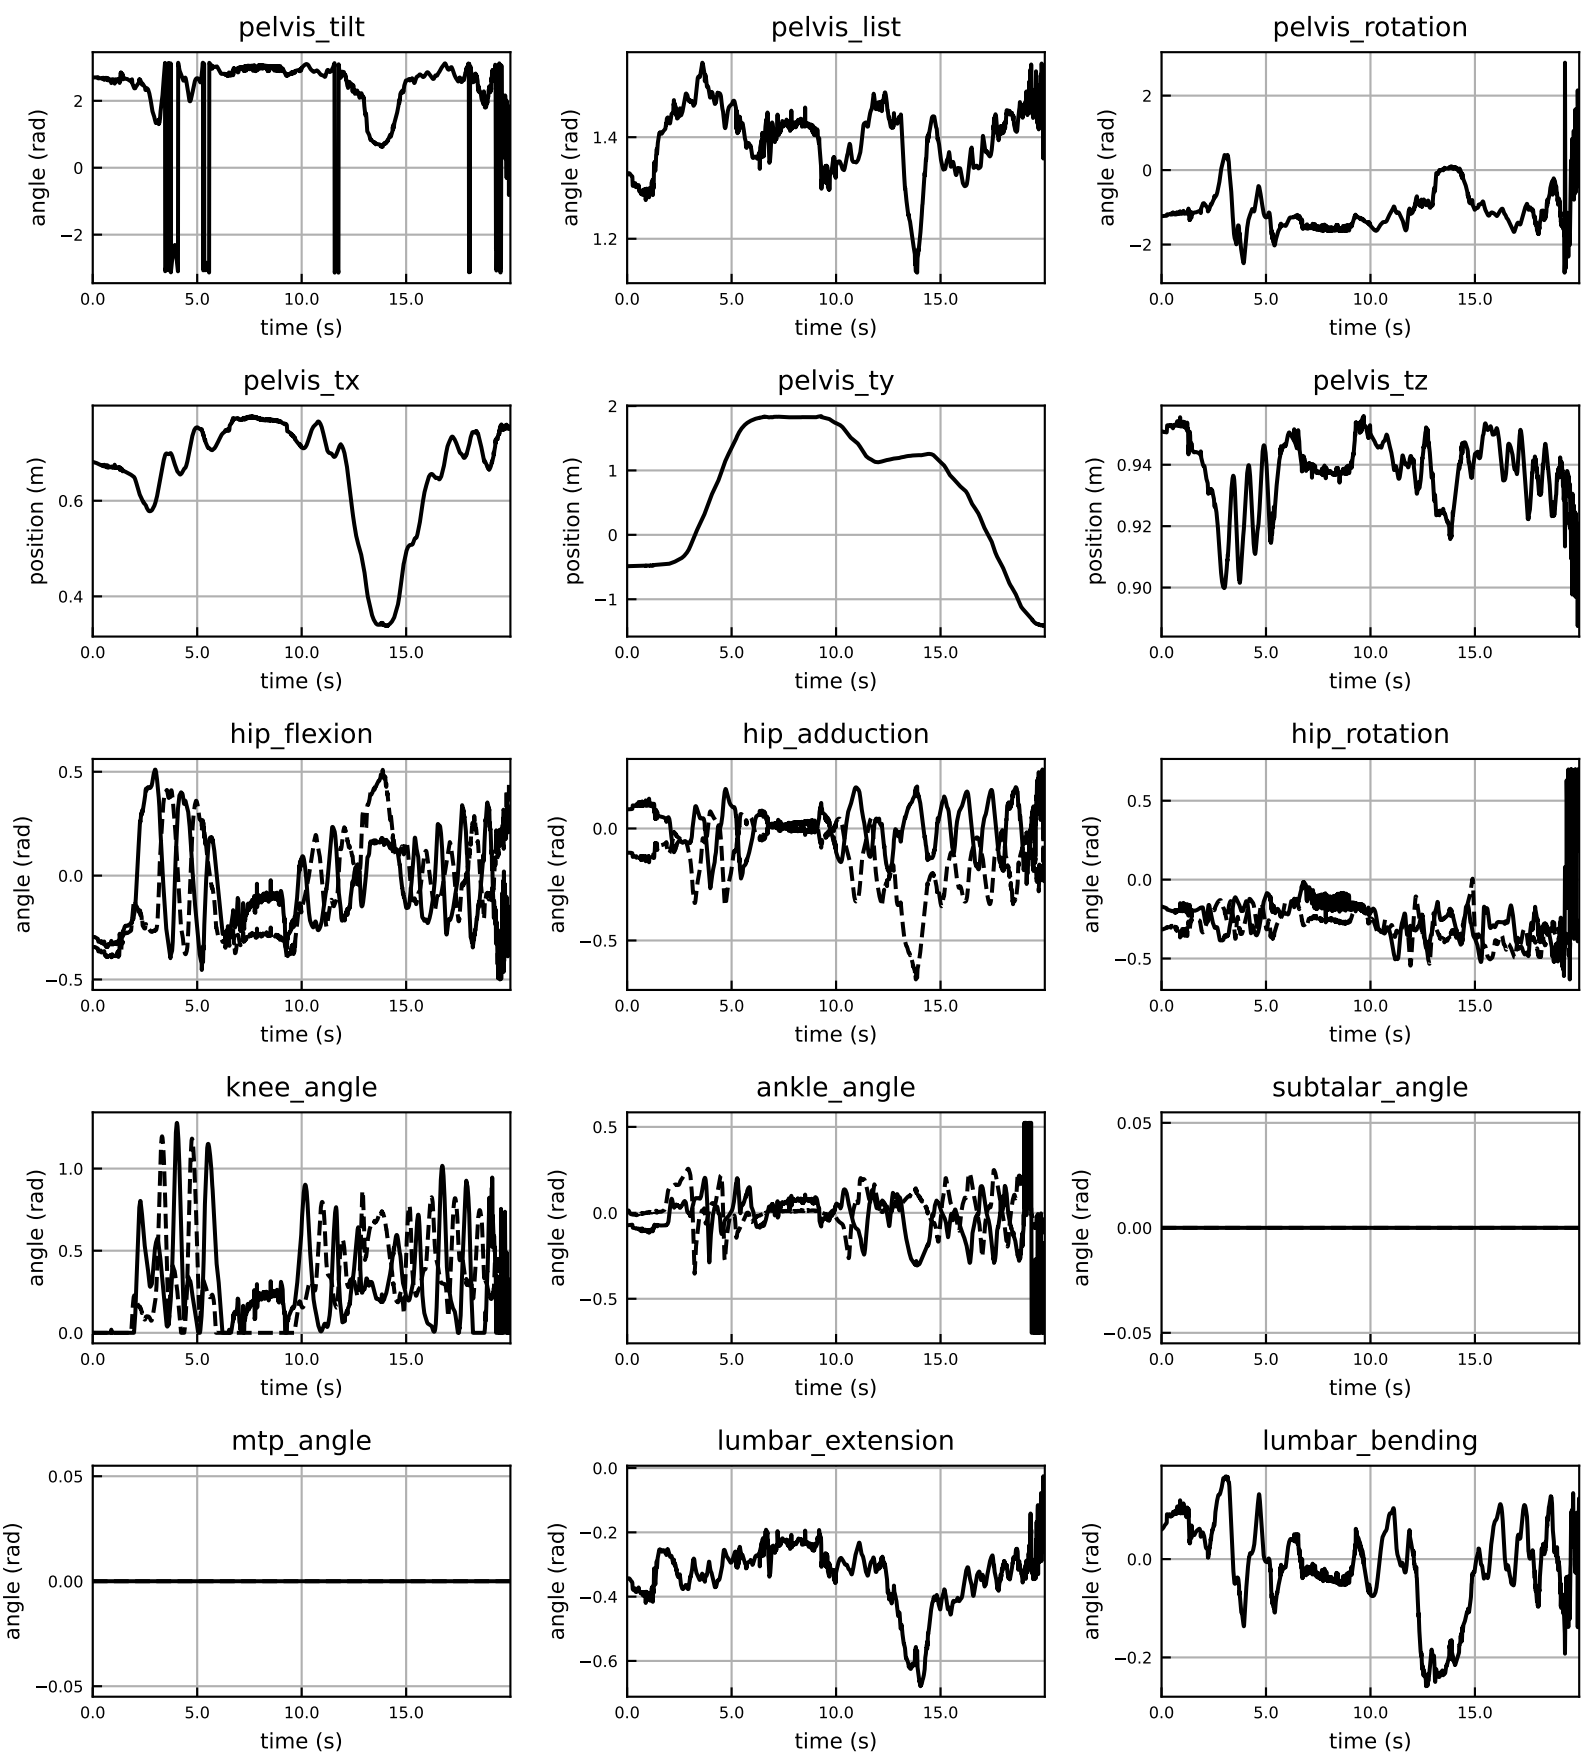 pelvis_tilt
angle (rad)
2
0
−2
0.0 5.0 10.0 15.0
time (s)
pelvis_list
angle (rad)
1.4
1.2
0.0 5.0 10.0 15.0
time (s)
pelvis_rotation
angle (rad)
2
0
−2
0.0 5.0 10.0 15.0
time (s)
pelvis_tx
position (m)
0.6
0.4
0.0 5.0 10.0 15.0
time (s)
pelvis_ty
position (m)
2
1
0
−1
0.0 5.0 10.0 15.0
time (s)
pelvis_tz
position (m)
0.94
0.92
0.90
0.0 5.0 10.0 15.0
time (s)
hip_flexion
angle (rad)
0.5
0.0
−0.5
0.0 5.0 10.0 15.0
time (s)
hip_adduction
angle (rad)
0.0
−0.5
0.0 5.0 10.0 15.0
time (s)
hip_rotation
angle (rad)
0.5
0.0
−0.5
0.0 5.0 10.0 15.0
time (s)
knee_angle
angle (rad)
1.0
0.5
0.0
0.0 5.0 10.0 15.0
time (s)
ankle_angle
angle (rad)
0.5
0.0
−0.5
0.0 5.0 10.0 15.0
time (s)
subtalar_angle
angle (rad)
0.05
0.00
−0.05
0.0 5.0 10.0 15.0
time (s)
mtp_angle
angle (rad)
0.05
0.00
−0.05
0.0 5.0 10.0 15.0
time (s)
lumbar_extension
angle (rad)
0.0
−0.2
−0.4
−0.6
0.0 5.0 10.0 15.0
time (s)
lumbar_bending
angle (rad)
0.0
−0.2
0.0 5.0 10.0 15.0
time (s)